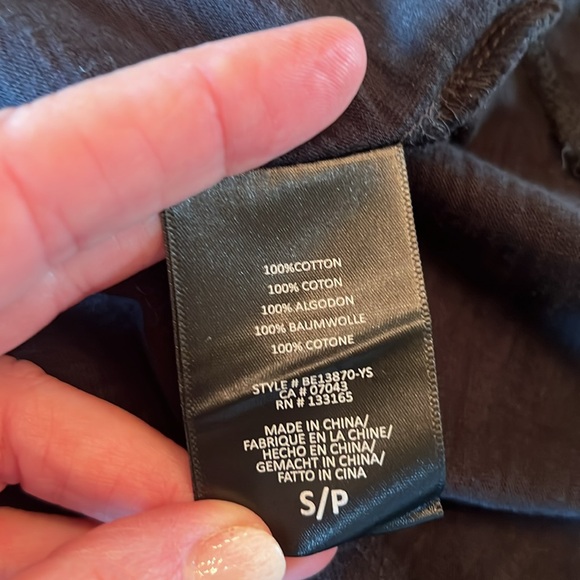 100%COTTON
100% COTON
100% ALGODON
100% BAUMWOLLE
100% COTONE
STYLE # BE13870-YS
CA # 07043
RN # 133165
MADE IN CHINA/
FABRIQUE EN LA CHINE/
HECHO EN CHINA/
GEMACHT IN CHINA/
FATTO IN CINA
S/P